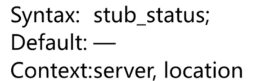 Syntax: stub_status;
Default: —
Context:server, location